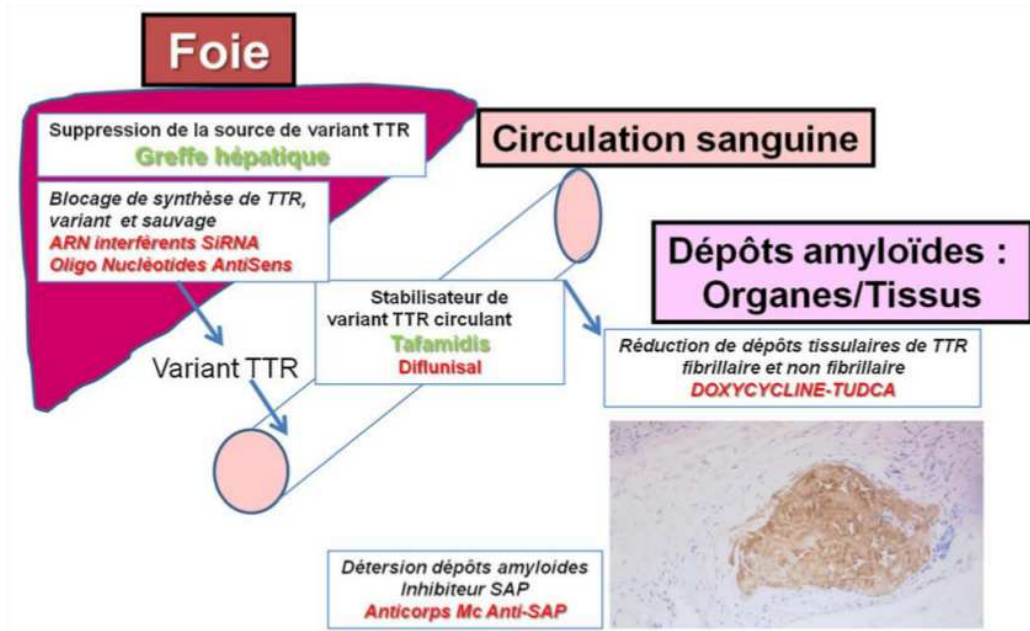 Foie
Suppression de la source de variant TTR
Greffe hépatique
Blocage de synthèse de TTR,
variant et sauvage
ARN interférents SiRNA
Oligo Nucléotides AntiSens
Variant TTR
Circulation sanguine
Stabilisateur de
variant TTR circulant
Tafamidis
Diflunisal
Dépôts amyloïdes :
Organes/Tissus
Réduction de dépôts tissulaires de TTR
fibrillaire et non fibrillaire
DOXYCYCLINE-TUDCA
Détersion dépôts amyloides
Inhibiteur SAP
Anticorps Mc Anti-SAP